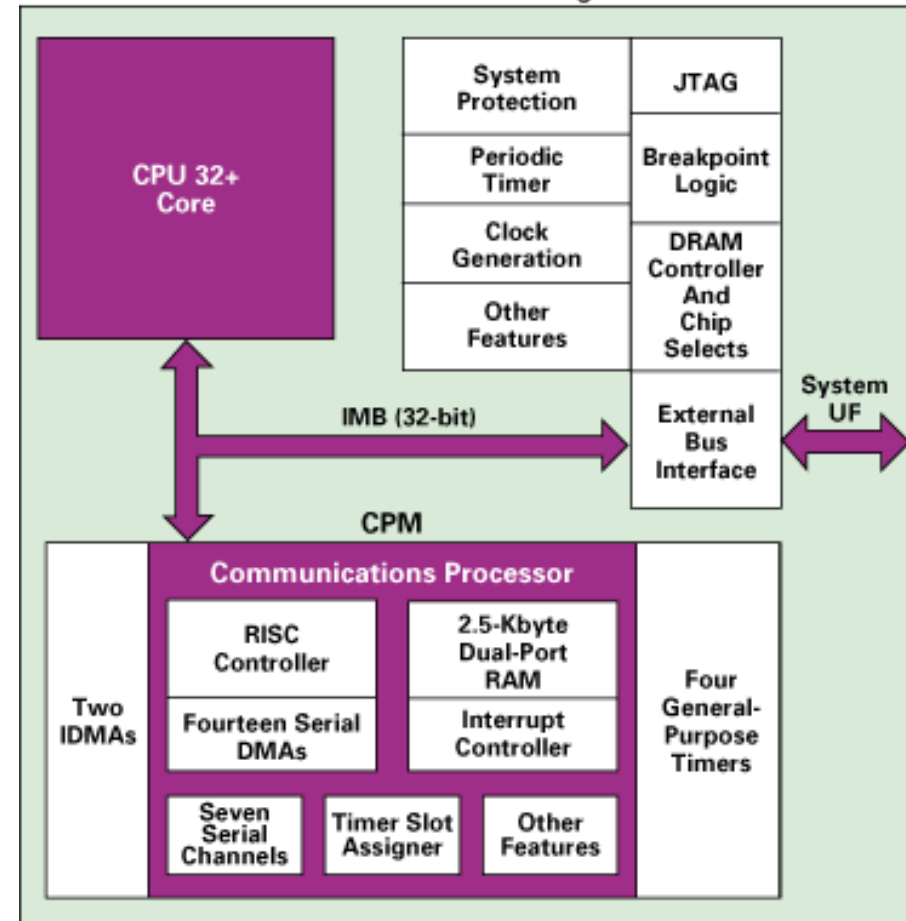 CPU 32+
Core
System
Protection
Periodic
Timer
Clock
Generation
Other
Features
JTAG
Breakpoint
Logic
DRAM
Controller
And
Chip
Selects
External
Bus
Interface
System
UF
IMB (32-bit)
CPM
Communications Processor
Two
IDMAs
RISC
Controller
Fourteen Serial
DMAs
2.5-Kbyte
Dual-Port
RAM
Interrupt
Controller
Seven
Serial
Channels
Timer Slot
Assigner
Other
Features
Four
General-
Purpose
Timers